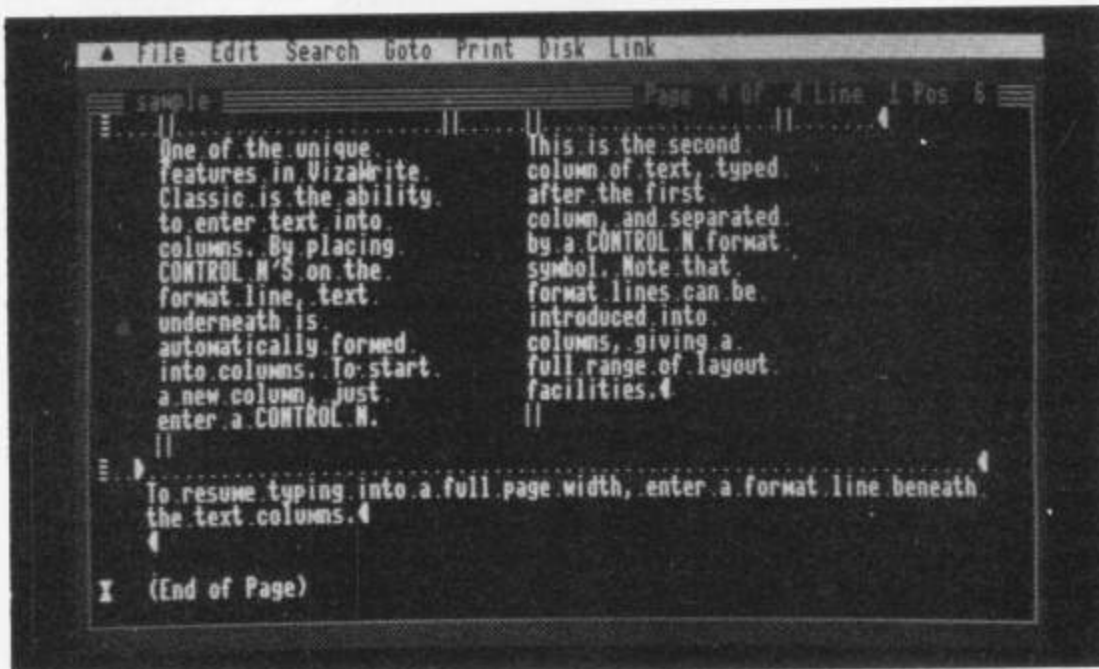 ▲ File Edit Search Goto Print Disk Link
sample Page 4 Of 4 Line 1 Pos 6
One of the unique
features in VizaWrite
Classic is the ability
to enter text into
columns. By placing
CONTROL N'S on the
format line, text
underneath is
automatically formed
into columns. To start
a new column, just
enter a CONTROL N.
This is the second
column of text, typed
after the first
column, and separated
by a CONTROL N format
symbol. Note that
format lines can be
introduced into
columns, giving a
full range of layout
facilities.
To resume typing into a full page width, enter a format line beneath
the text columns.
(End of Page)